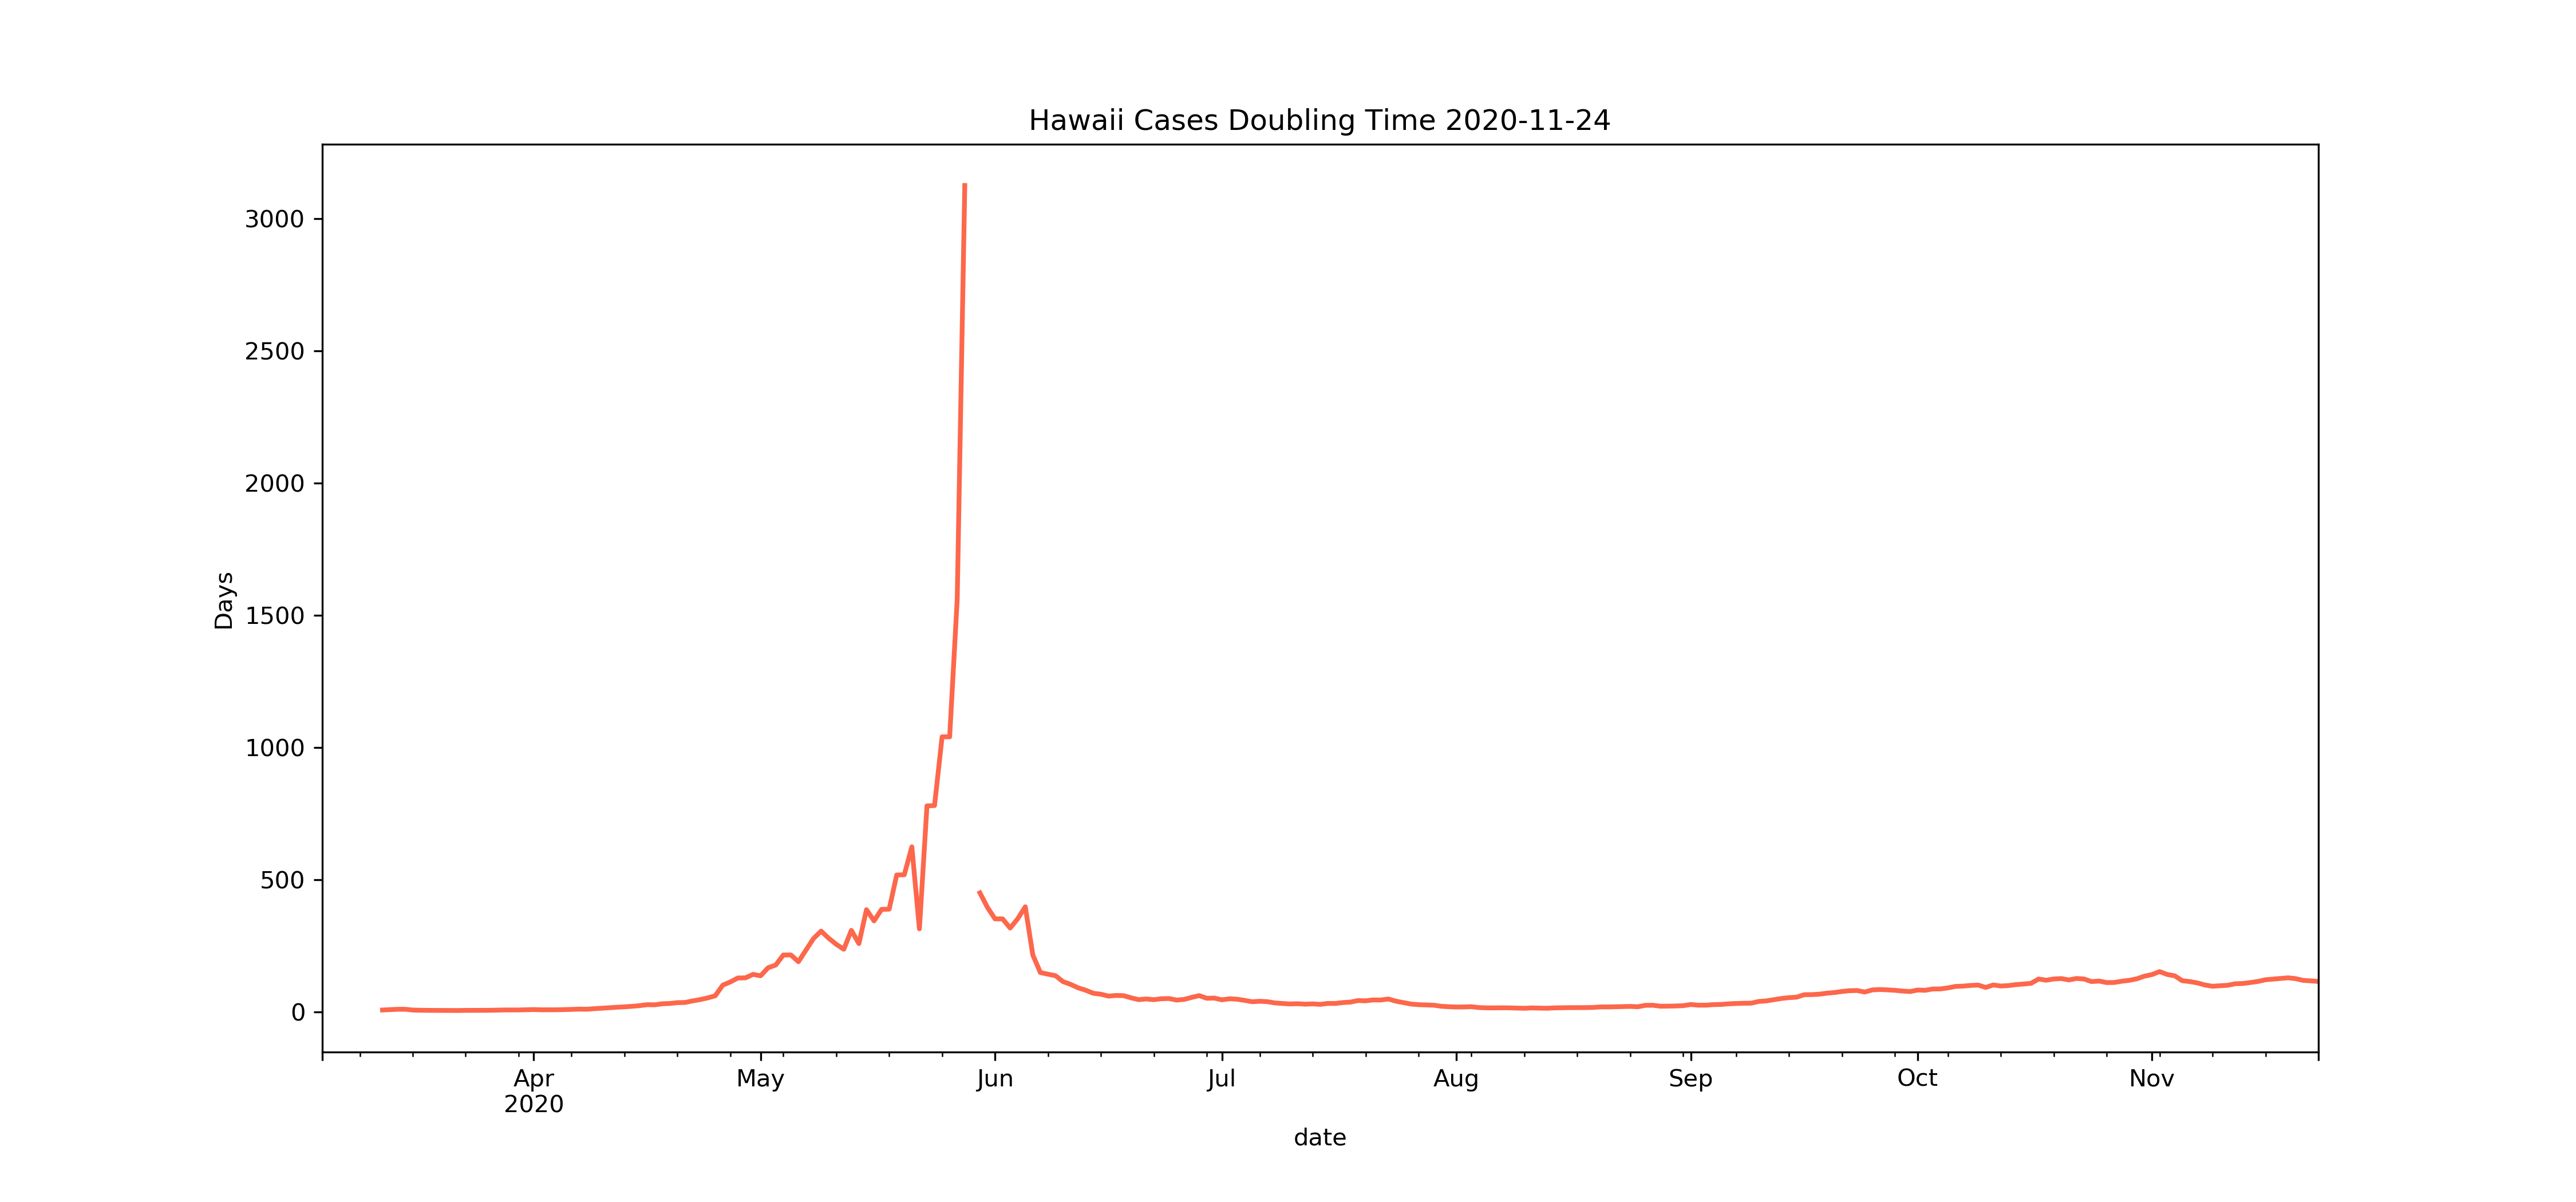 Hawaii Cases Doubling Time 2020-11-24
3000
2500
2000
1500
1000
500
0
Days
Apr May Jun Jul Aug Sep Oct Nov
2020
date